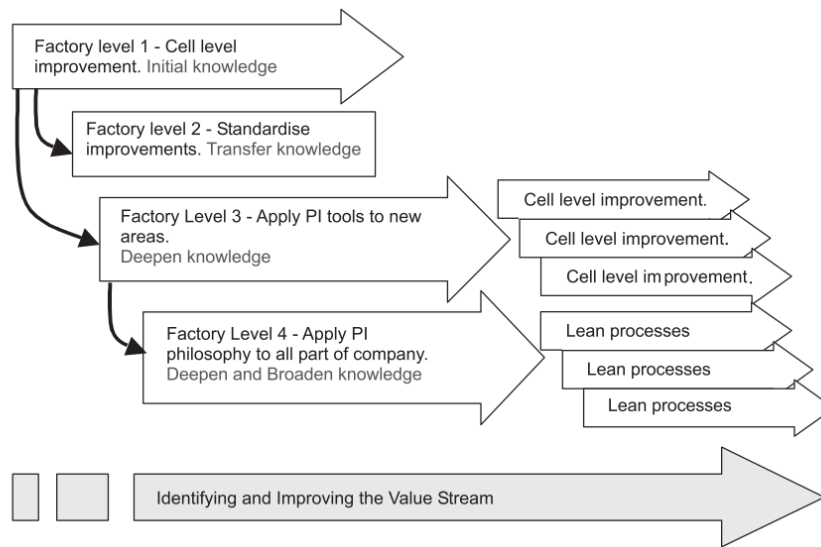 Factory level 1 - Cell level
improvement. Initial knowledge
Factory level 2 - Standardise
improvements. Transfer knowledge
Factory Level 3 - Apply PI tools to new
areas.
Deepen knowledge
Cell level improvement.
Cell level improvement.
Cell level improvement.
Factory Level 4 - Apply PI
philosophy to all part of company.
Deepen and Broaden knowledge
Lean processes
Lean processes
Lean processes
Identifying and Improving the Value Stream